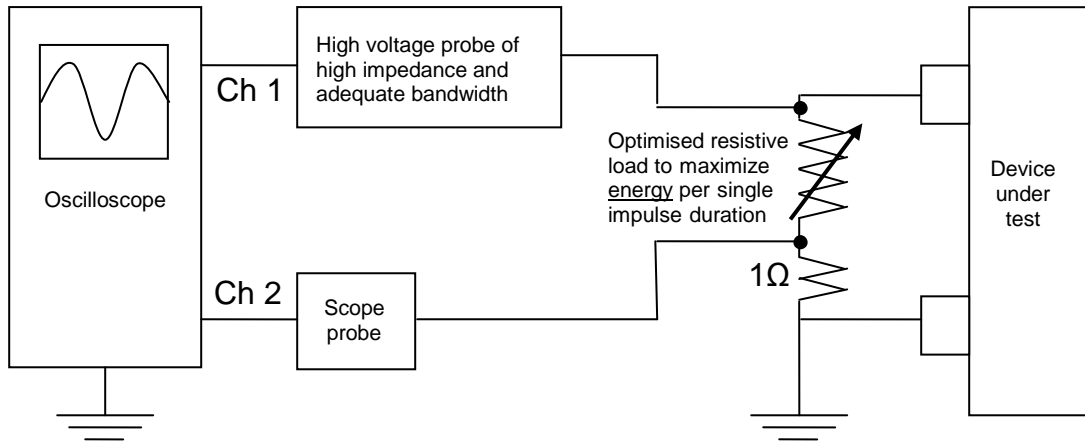 High voltage probe of
high impedance and
adequate bandwidth
Ch 1
Oscilloscope
Optimised resistive
load to maximize
energy per single
impulse duration
Device
under
test
1Ω
Ch 2
Scope
probe